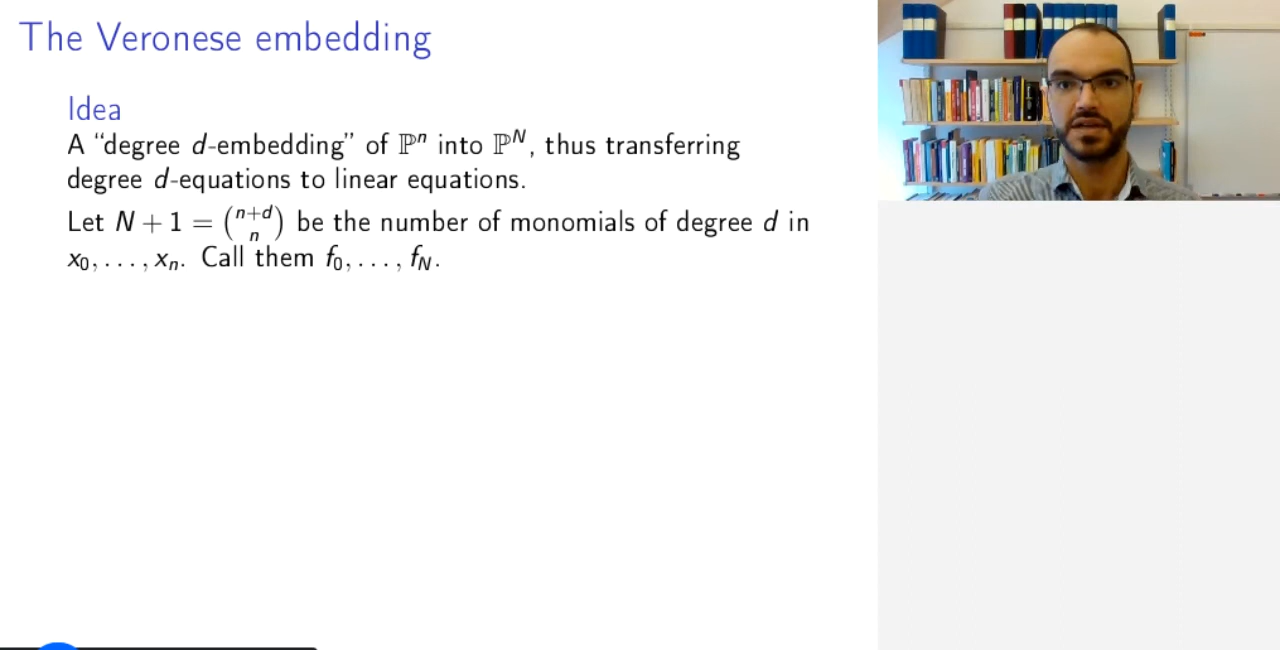 The Veronese embedding
Idea
A “degree d-embedding” of ℙⁿ into ℙᴺ, thus transferring
degree d-equations to linear equations.
Let N + 1 = (n+d n) be the number of monomials of degree d in
x₀, . . . , xₙ. Call them f₀, . . . , f_N.